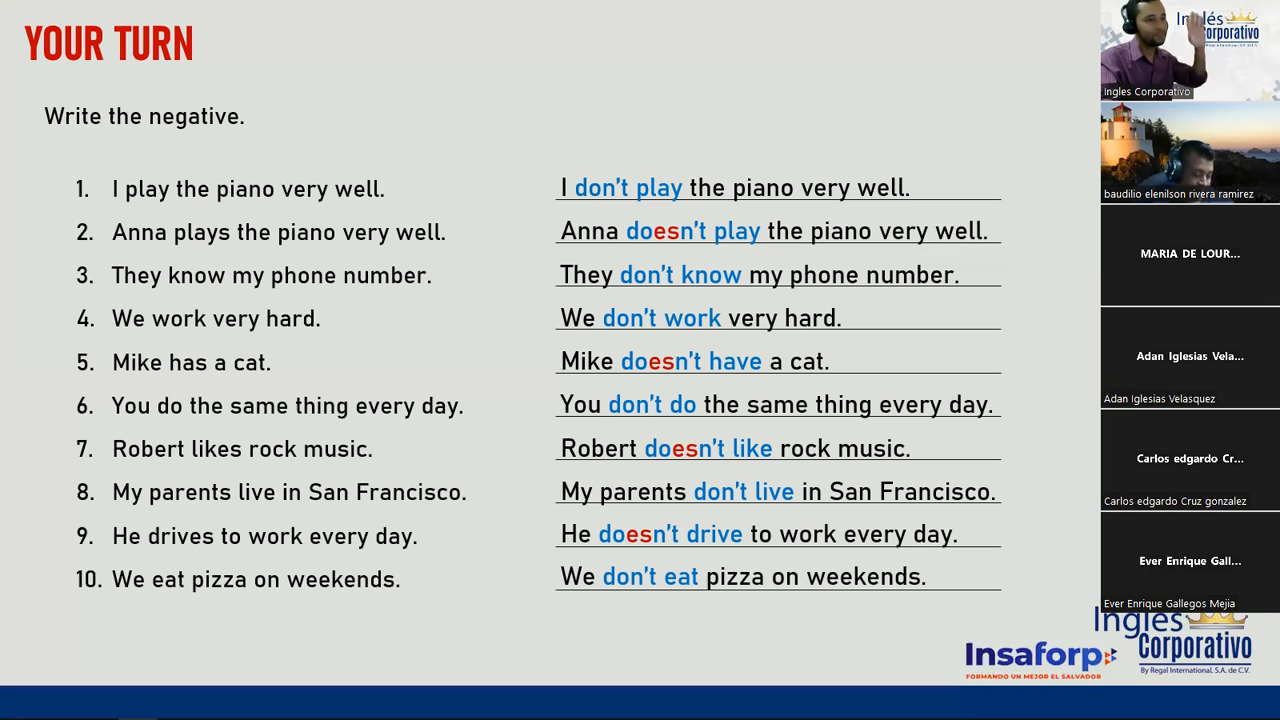 YOUR TURN
Write the negative.
1. I play the piano very well. I don't play the piano very well.
2. Anna plays the piano very well. Anna doesn't play the piano very well.
3. They know my phone number. They don't know my phone number.
4. We work very hard. We don't work very hard.
5. Mike has a cat. Mike doesn't have a cat.
6. You do the same thing every day. You don't do the same thing every day.
7. Robert likes rock music. Robert doesn't like rock music.
8. My parents live in San Francisco. My parents don't live in San Francisco.
9. He drives to work every day. He doesn't drive to work every day.
10. We eat pizza on weekends. We don't eat pizza on weekends.
Ingles Corporativo
baudilio elenilson rivera ramirez
MARIA DE LOUR...
Adan Iglesias Vela...
Adan Iglesias Velasquez
Carlos edgardo Cr...
Carlos edgardo Cruz gonzalez
Ever Enrique Gall...
Ever Enrique Gallegos Mejia
Insaforp
FORMANDO UN MEJOR EL SALVADOR
Inglés
Corporativo
By Regal International, S.A. de C.V.